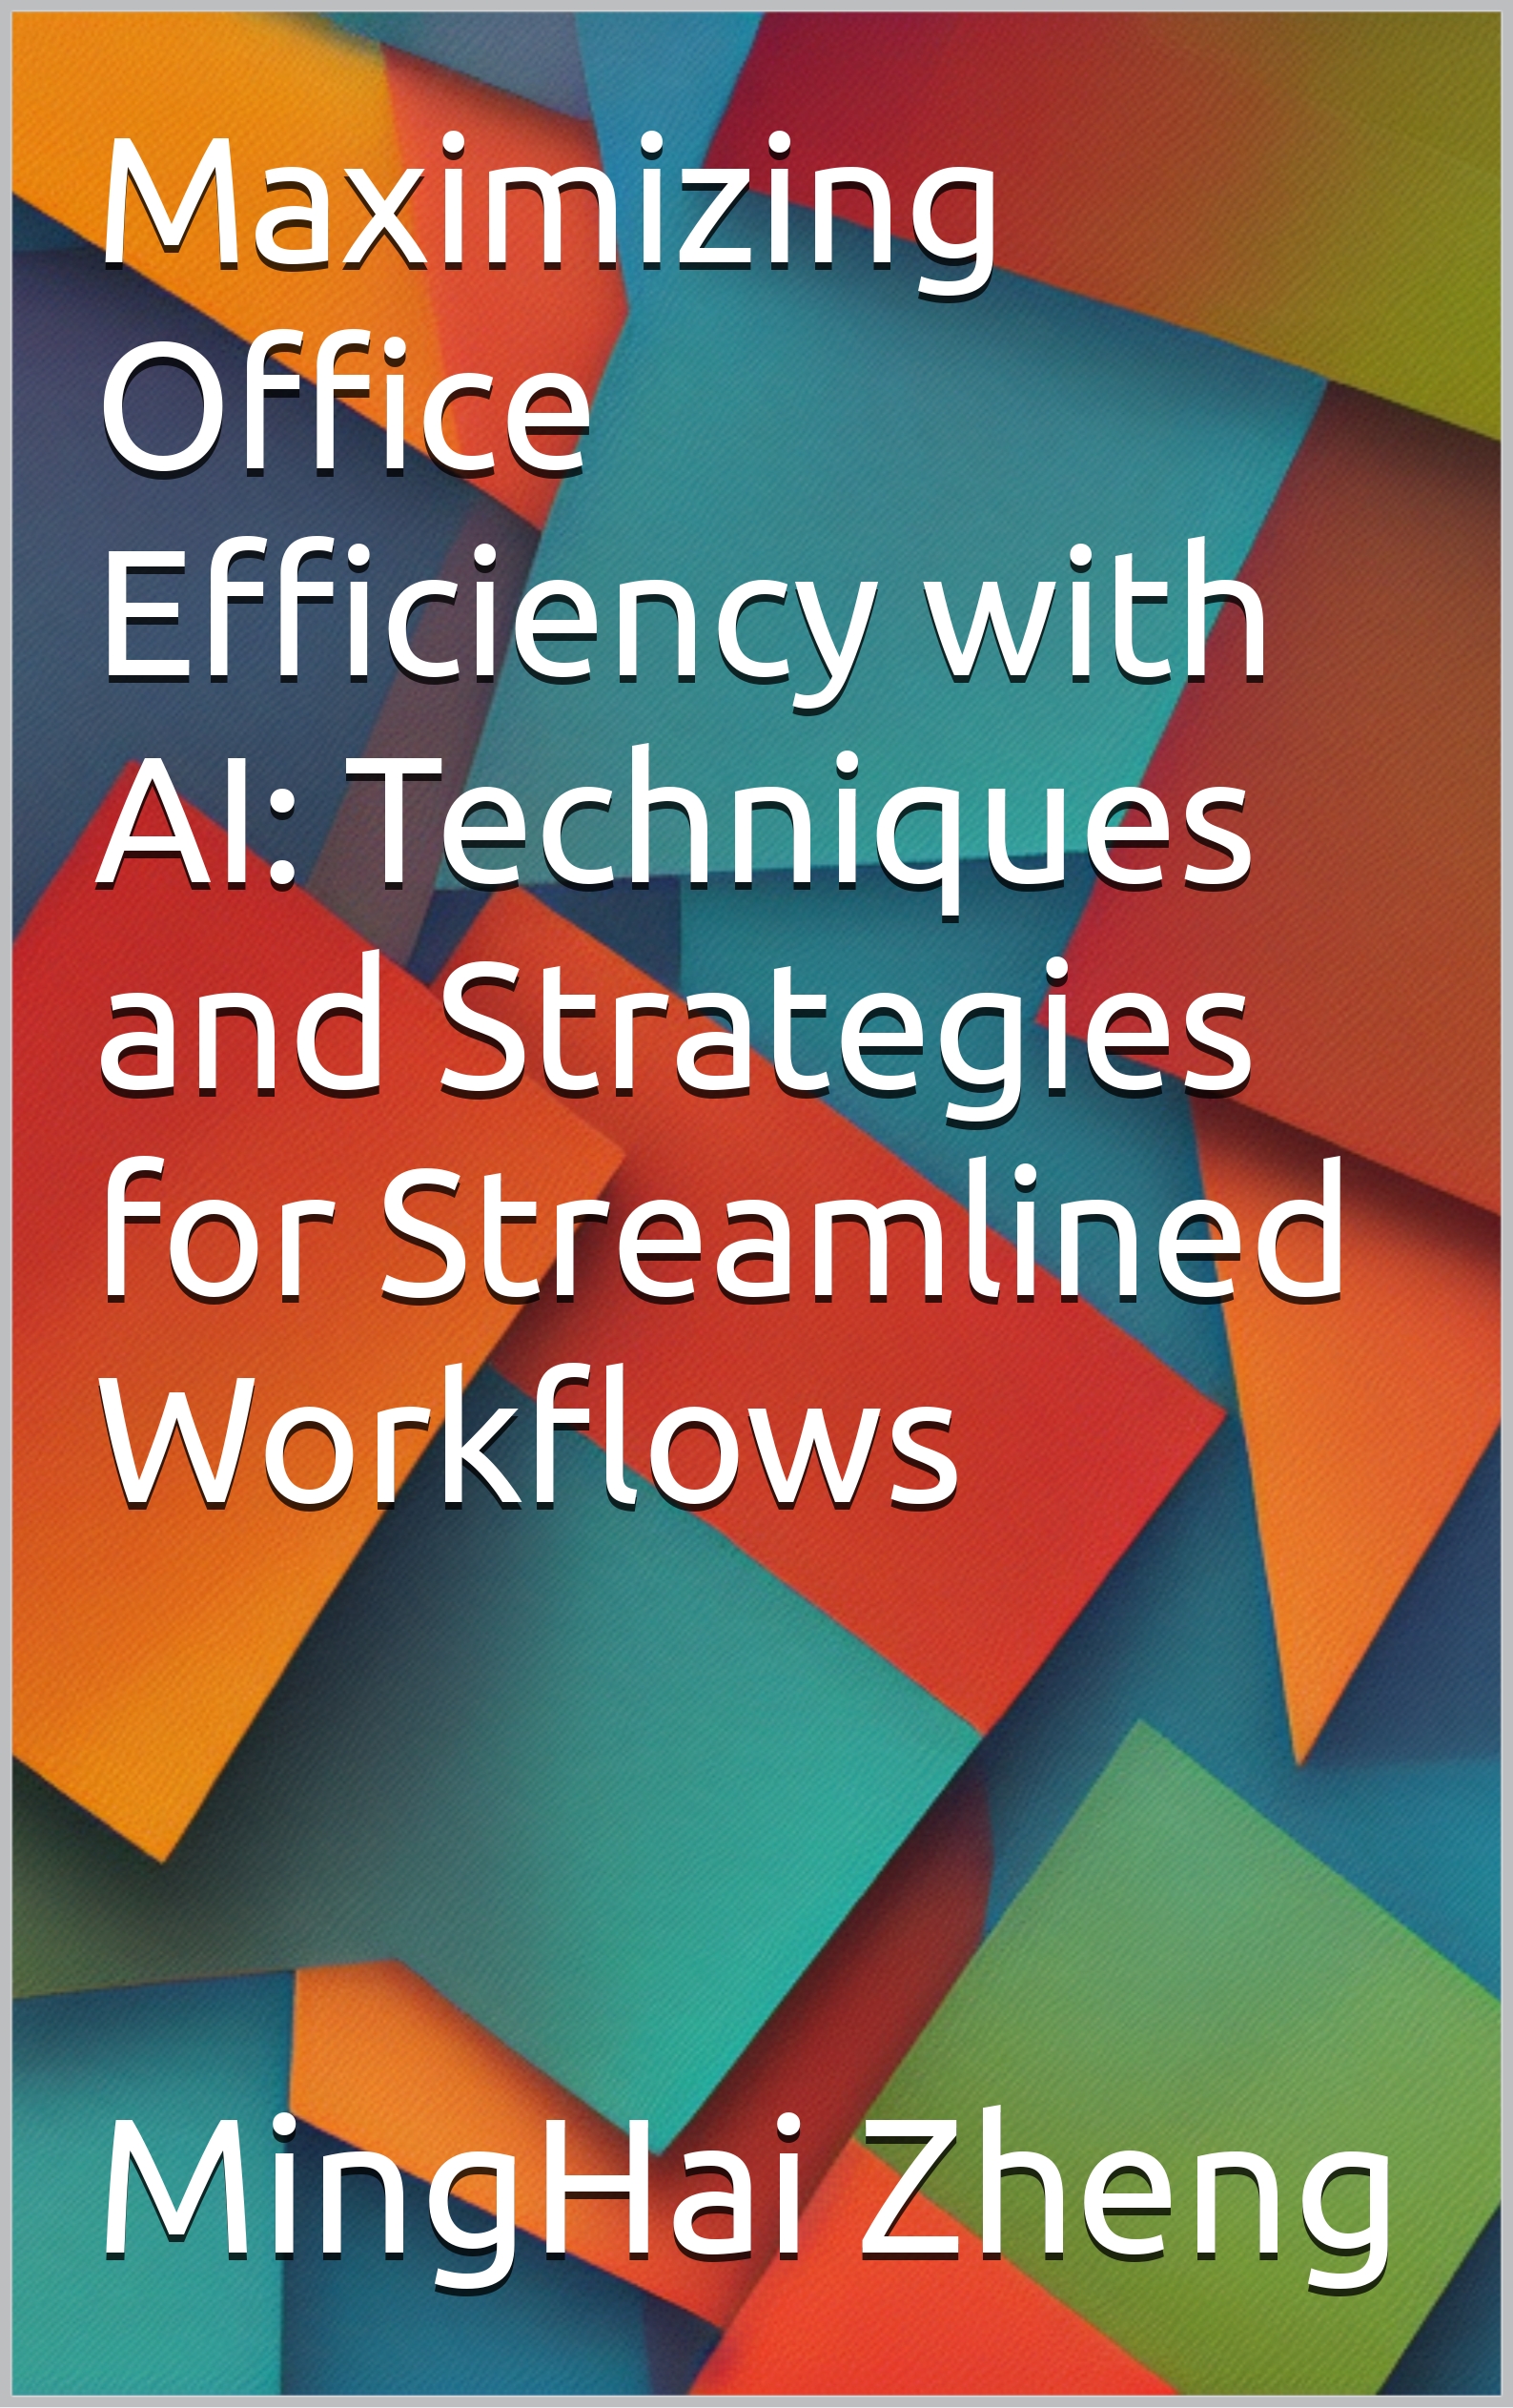 Maximizing
Office
Efficiency with
AI: Techniques
and Strategies
for Streamlined
Workflows
MingHai Zheng